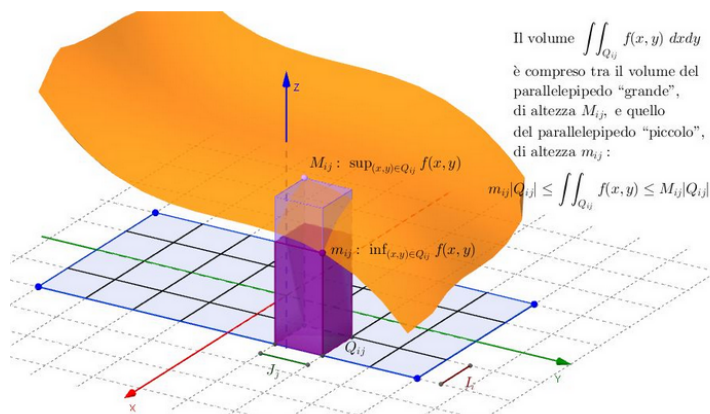 Il volume ∬_{Q_{ij}} f(x, y) dxdy
è compreso tra il volume del
parallelepipedo “grande”,
di altezza M_{ij}, e quello
del parallelepipedo “piccolo”,
di altezza m_{ij} :
m_{ij}|Q_{ij}| ≤ ∬_{Q_{ij}} f(x, y) ≤ M_{ij}|Q_{ij}|
Z
M_{ij} : sup_{(x,y)∈Q_{ij}} f(x, y)
m_{ij} : inf_{(x,y)∈Q_{ij}} f(x, y)
Q_{ij}
J_j
I_i
Y
X